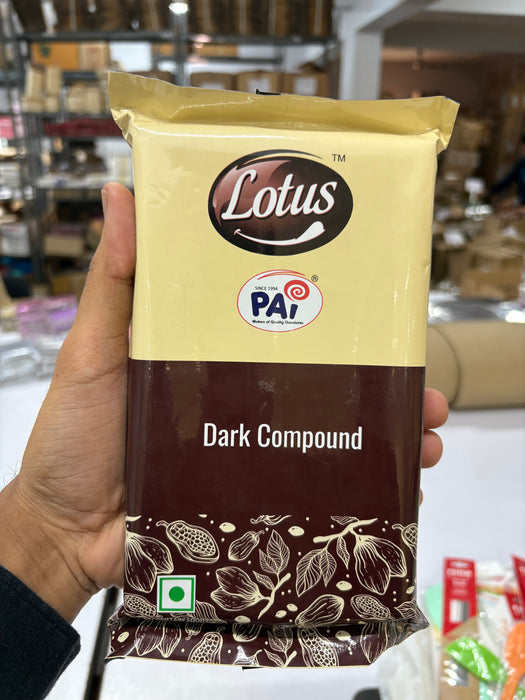 Lotus
TM
SINCE 1994
®
PAI
Makers of Quality Chocolates
Dark Compound